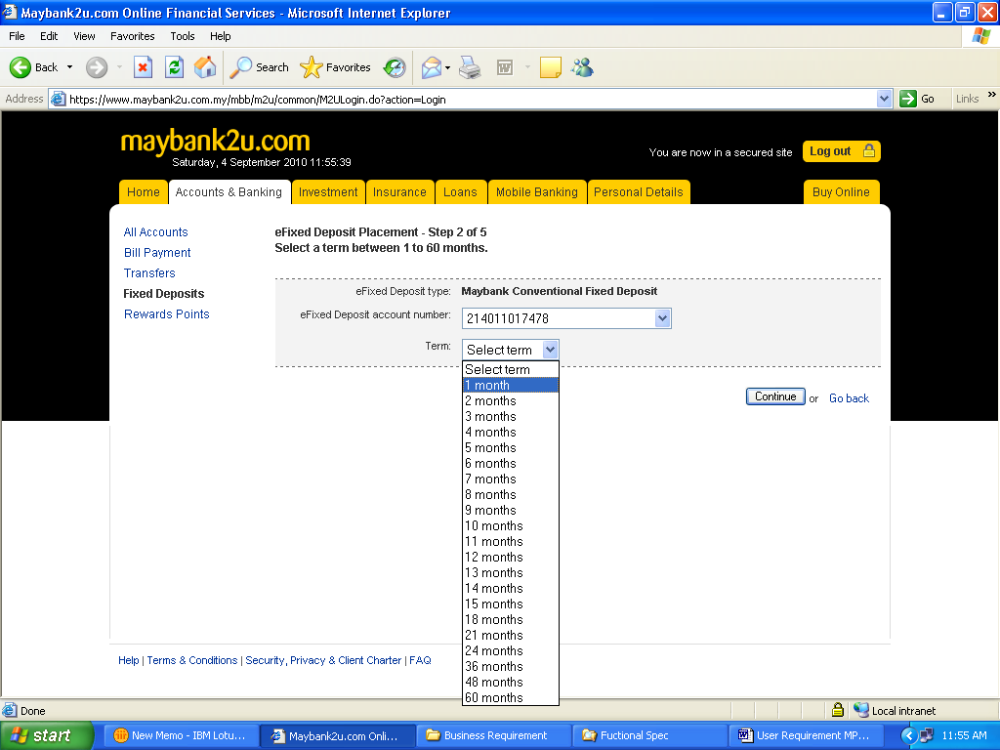 Maybank2u.com Online Financial Services - Microsoft Internet Explorer
File Edit View Favorites Tools Help
Back Search Favorites
Address https://www.maybank2u.com.my/mbb/m2u/common/M2ULogin.do?action=Login Go Links »
maybank2u.com
Saturday, 4 September 2010 11:55:39
You are now in a secured site Log out
Home Accounts & Banking Investment Insurance Loans Mobile Banking Personal Details Buy Online
All Accounts
Bill Payment
Transfers
Fixed Deposits
Rewards Points
eFixed Deposit Placement - Step 2 of 5
Select a term between 1 to 60 months.
eFixed Deposit type: Maybank Conventional Fixed Deposit
eFixed Deposit account number: 214011017478
Term: Select term
Select term
1 month
2 months
3 months
4 months
5 months
6 months
7 months
8 months
9 months
10 months
11 months
12 months
13 months
14 months
15 months
18 months
21 months
24 months
36 months
48 months
60 months
Continue or Go back
Help | Terms & Conditions | Security, Privacy & Client Charter | FAQ
Done Local intranet
start New Memo - IBM Lotu... Maybank2u.com Onli... Business Requirement Fuctional Spec User Requirement MP... 11:55 AM